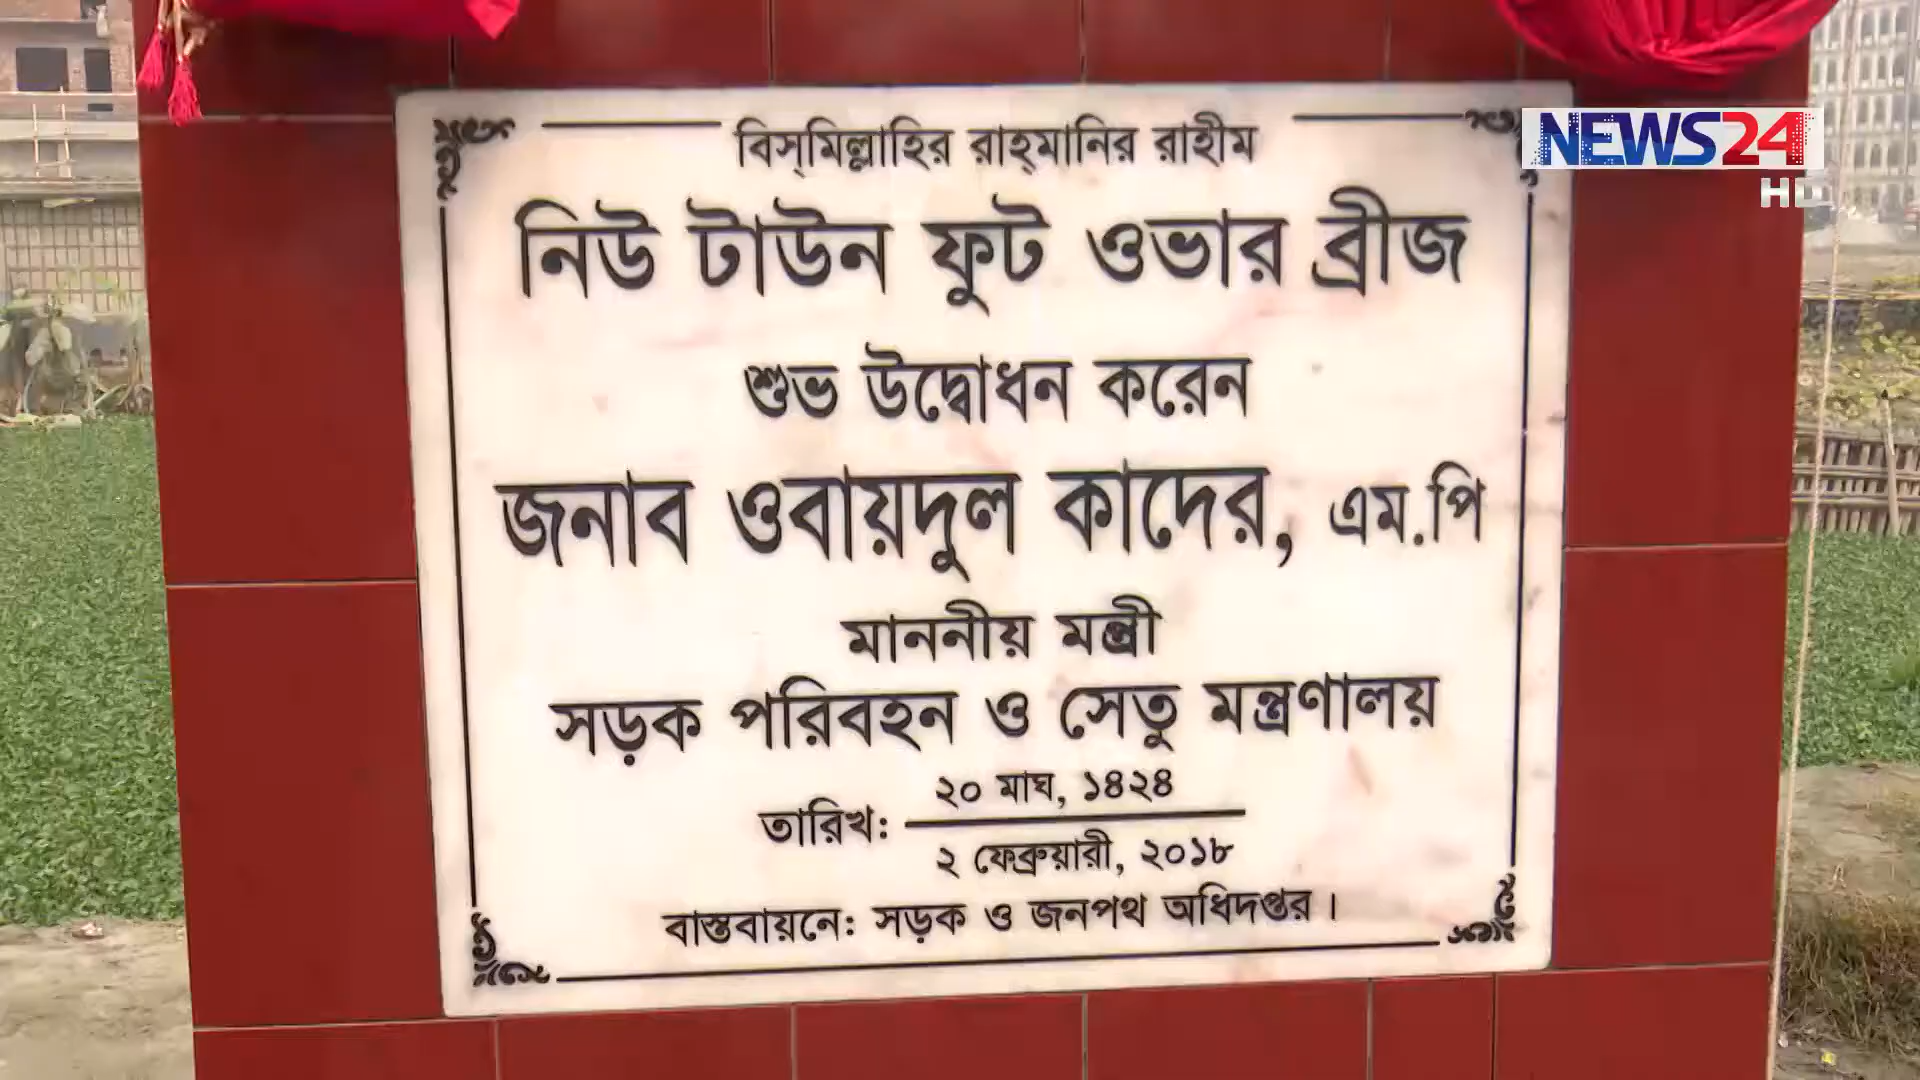 বিস্‌মিল্লাহির রাহ্‌মানির রাহীম
NEWS24
HD
নিউ টাউন ফুট ওভার ব্রীজ
শুভ উদ্বোধন করেন
জনাব ওবায়দুল কাদের, এম.পি
মাননীয় মন্ত্রী
সড়ক পরিবহন ও সেতু মন্ত্রণালয়
২০ মাঘ, ১৪২৪
তারিখ:
২ ফেব্রুয়ারী, ২০১৮
বাস্তবায়নে: সড়ক ও জনপথ অধিদপ্তর।